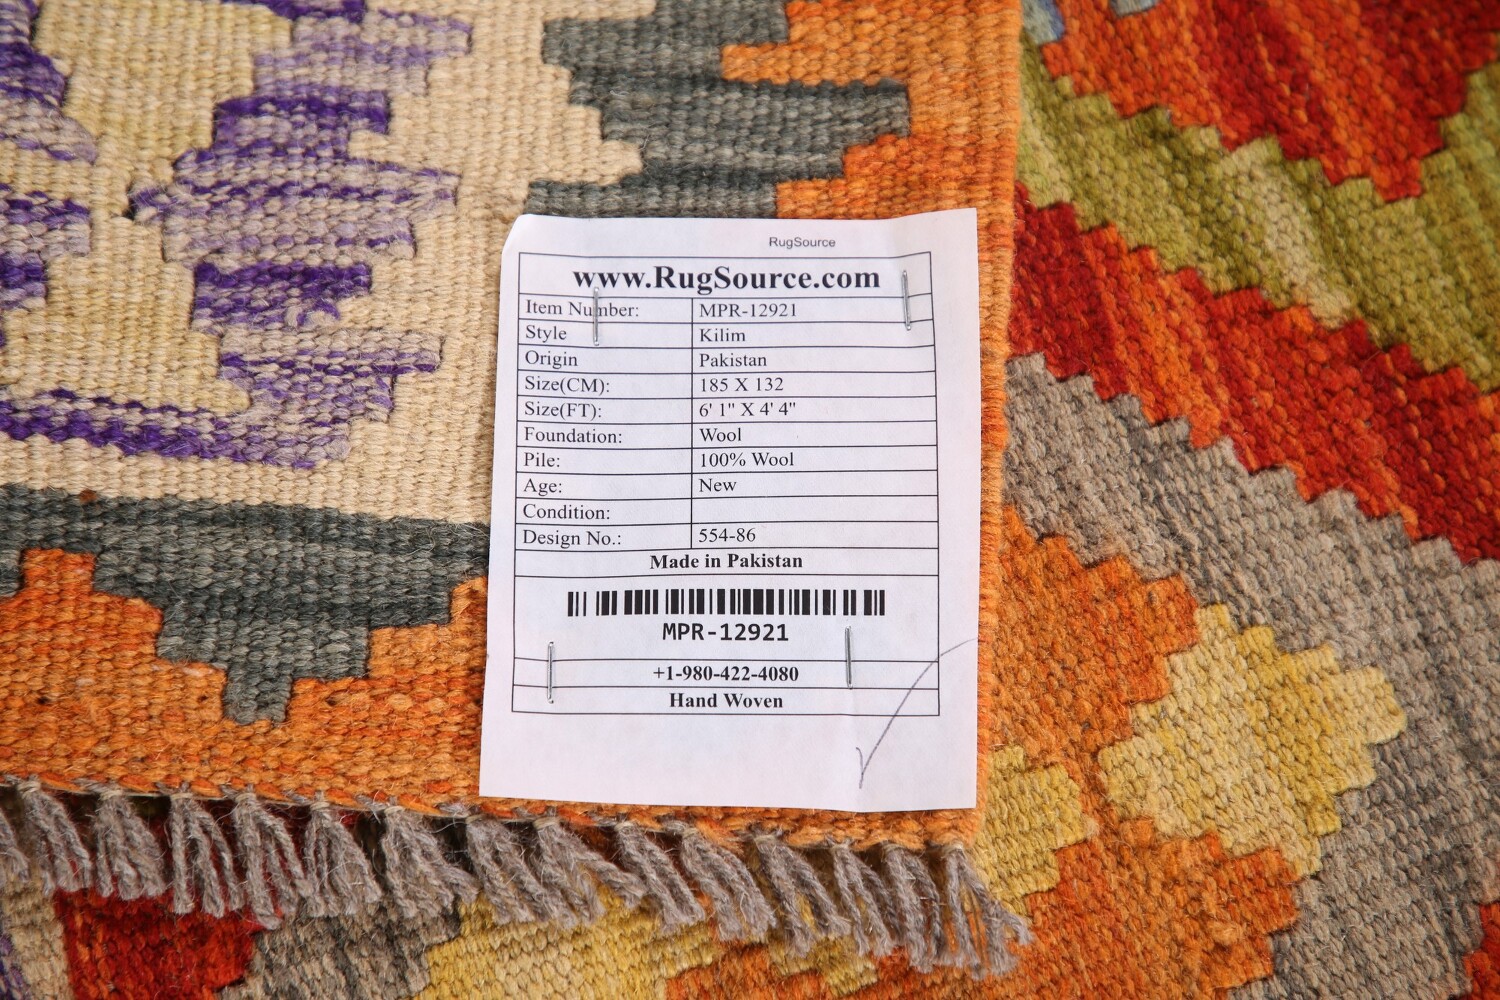 RugSource
www.RugSource.com
Item Number: MPR-12921
Style Kilim
Origin Pakistan
Size(CM): 185 X 132
Size(FT): 6' 1" X 4' 4"
Foundation: Wool
Pile: 100% Wool
Age: New
Condition:
Design No.: 554-86
Made in Pakistan
MPR-12921
+1-980-422-4080
Hand Woven